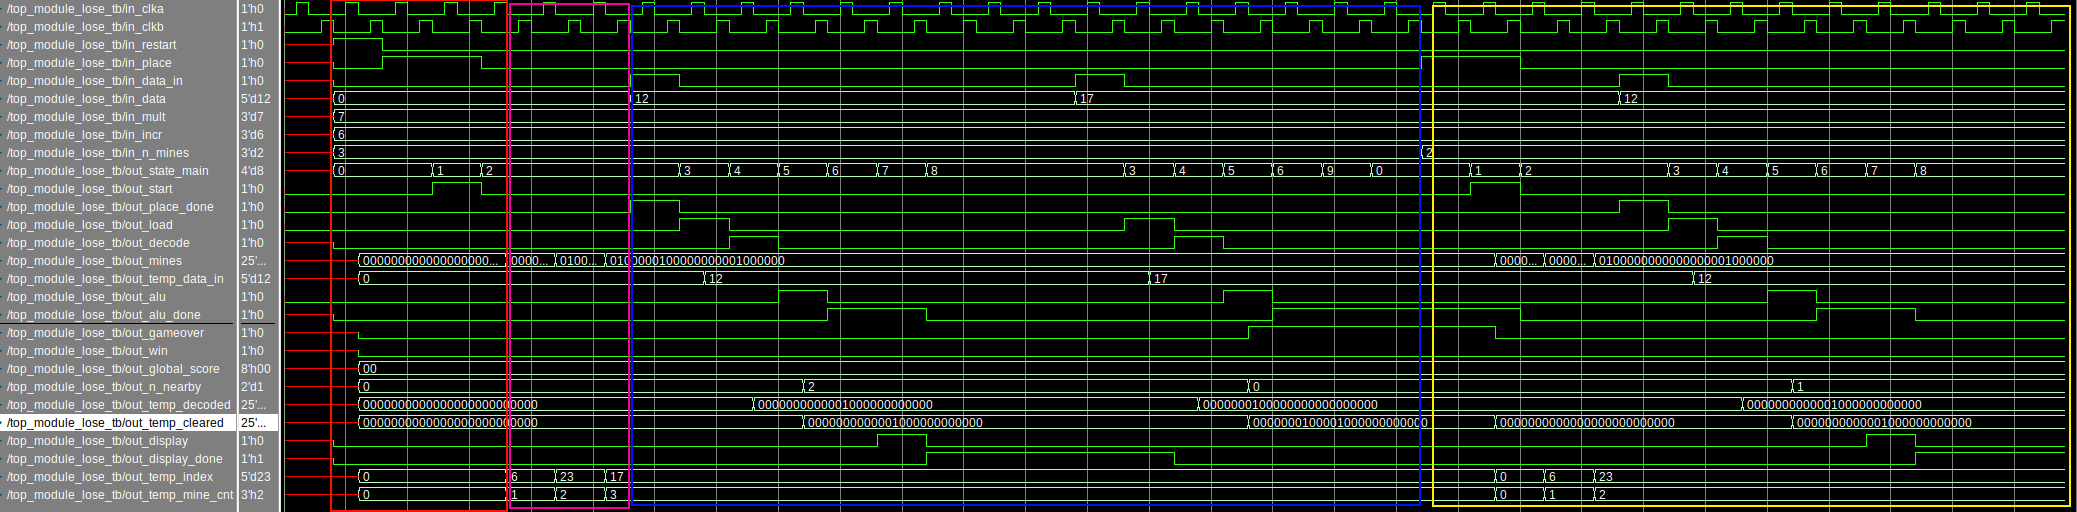 /top_module_lose_tb/in_clka 1'h0
/top_module_lose_tb/in_clkb 1'h1
/top_module_lose_tb/in_restart 1'h0
/top_module_lose_tb/in_place 1'h0
/top_module_lose_tb/in_data_in 1'h0
/top_module_lose_tb/in_data 5'd12 0 12 17 12
/top_module_lose_tb/in_mult 3'd7 7
/top_module_lose_tb/in_incr 3'd6 6
/top_module_lose_tb/in_n_mines 3'd2 3 2
/top_module_lose_tb/out_state_main 4'd8 0 1 2 3 4 5 6 7 8 3 4 5 6 9 0 1 2 3 4 5 6 7 8
/top_module_lose_tb/out_start 1'h0
/top_module_lose_tb/out_place_done 1'h0
/top_module_lose_tb/out_load 1'h0
/top_module_lose_tb/out_decode 1'h0
/top_module_lose_tb/out_mines 25'... 0000000000000000000... 0000... 0100... 0100000100000000001000000 0000... 0000... 0100000000000000001000000
/top_module_lose_tb/out_temp_data_in 5'd12 0 12 17 12
/top_module_lose_tb/out_alu 1'h0
/top_module_lose_tb/out_alu_done 1'h0
/top_module_lose_tb/out_gameover 1'h0
/top_module_lose_tb/out_win 1'h0
/top_module_lose_tb/out_global_score 8'h00 00
/top_module_lose_tb/out_n_nearby 2'd1 0 2 0 1
/top_module_lose_tb/out_temp_decoded 25'... 0000000000000000000000000 0000000000001000000000000 0000000100000000000000000 0000000000001000000000000
/top_module_lose_tb/out_temp_cleared 25'... 0000000000000000000000000 0000000000001000000000000 0000000100001000000000000 0000000000000000000000000 0000000000001000000000000
/top_module_lose_tb/out_display 1'h0
/top_module_lose_tb/out_display_done 1'h1
/top_module_lose_tb/out_temp_index 5'd23 0 6 23 17 0 6 23
/top_module_lose_tb/out_temp_mine_cnt 3'h2 0 1 2 3 0 1 2